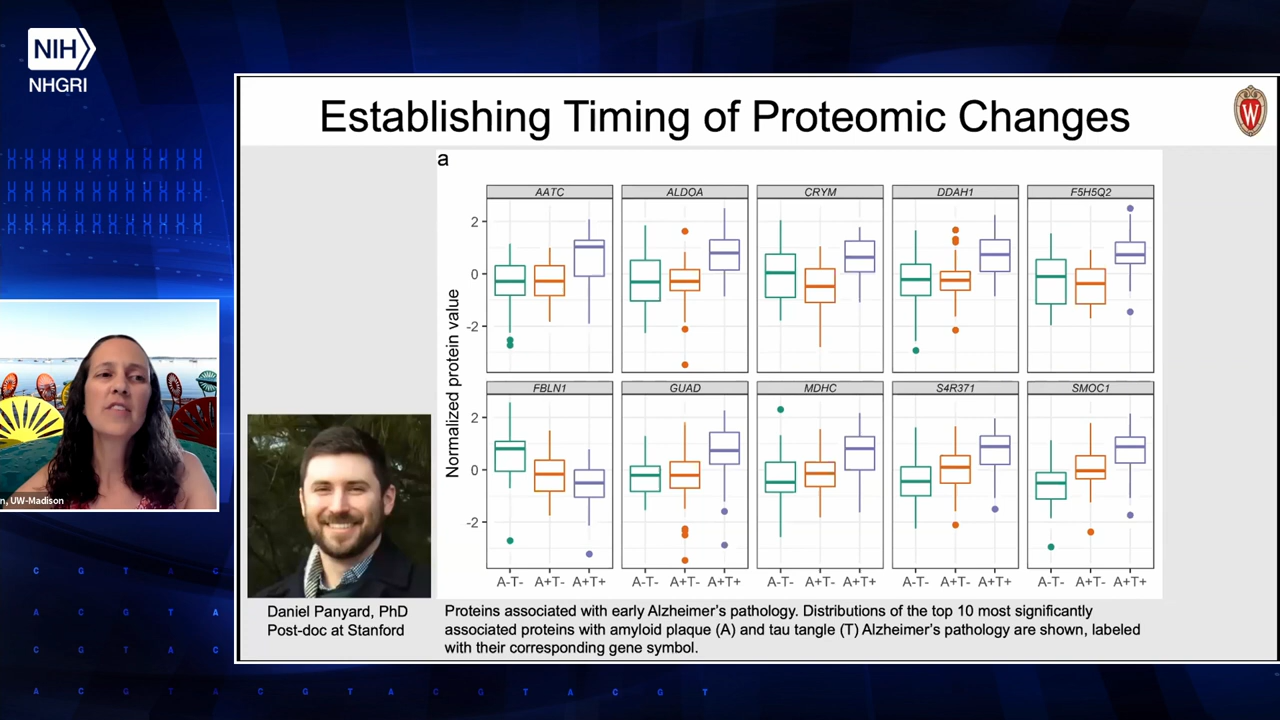 NIH
NHGRI
Establishing Timing of Proteomic Changes
W
a
AATC ALDOA CRYM DDAH1 F5H5Q2
2
0
-2
FBLN1 GUAD MDHC S4R371 SMOC1
2
0
-2
Normalized protein value
A-T- A+T- A+T+ A-T- A+T- A+T+ A-T- A+T- A+T+ A-T- A+T- A+T+ A-T- A+T- A+T+
n, UW-Madison
Daniel Panyard, PhD
Post-doc at Stanford
Proteins associated with early Alzheimer's pathology. Distributions of the top 10 most significantly
associated proteins with amyloid plaque (A) and tau tangle (T) Alzheimer's pathology are shown, labeled
with their corresponding gene symbol.
C G T A C
A C G T A
C G T A C
A C G T A C G T A C G T A C G T A C G T